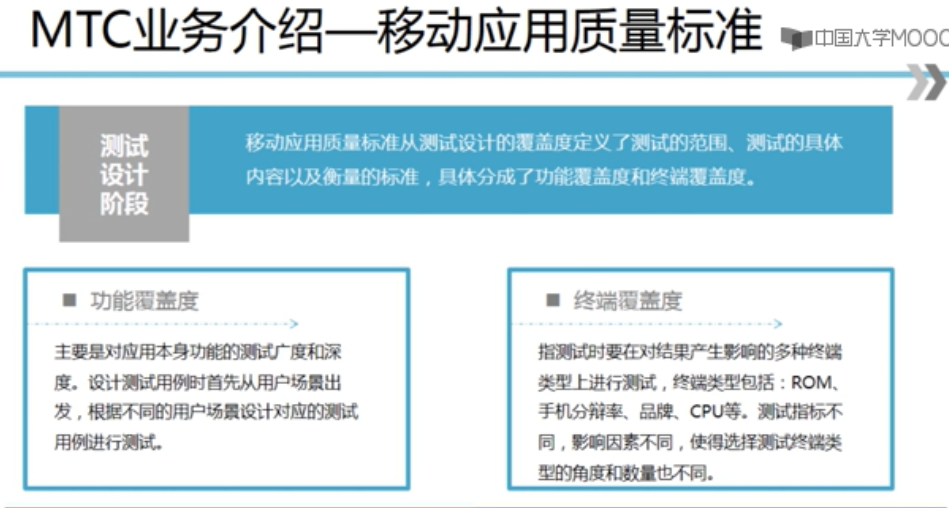 MTC业务介绍—移动应用质量标准
中国大学MOOC
测试
设计
阶段
移动应用质量标准从测试设计的覆盖度定义了测试的范围、测试的具体
内容以及衡量的标准，具体分成了功能覆盖度和终端覆盖度。
■ 功能覆盖度
主要是对应用本身功能的测试广度和深
度。设计测试用例时首先从用户场景出
发，根据不同的用户场景设计对应的测试
用例进行测试。
■ 终端覆盖度
指测试时要在对结果产生影响的多种终端
类型上进行测试，终端类型包括：ROM、
手机分辩率、品牌、CPU等。测试指标不
同，影响因素不同，使得选择测试终端类
型的角度和数量也不同。